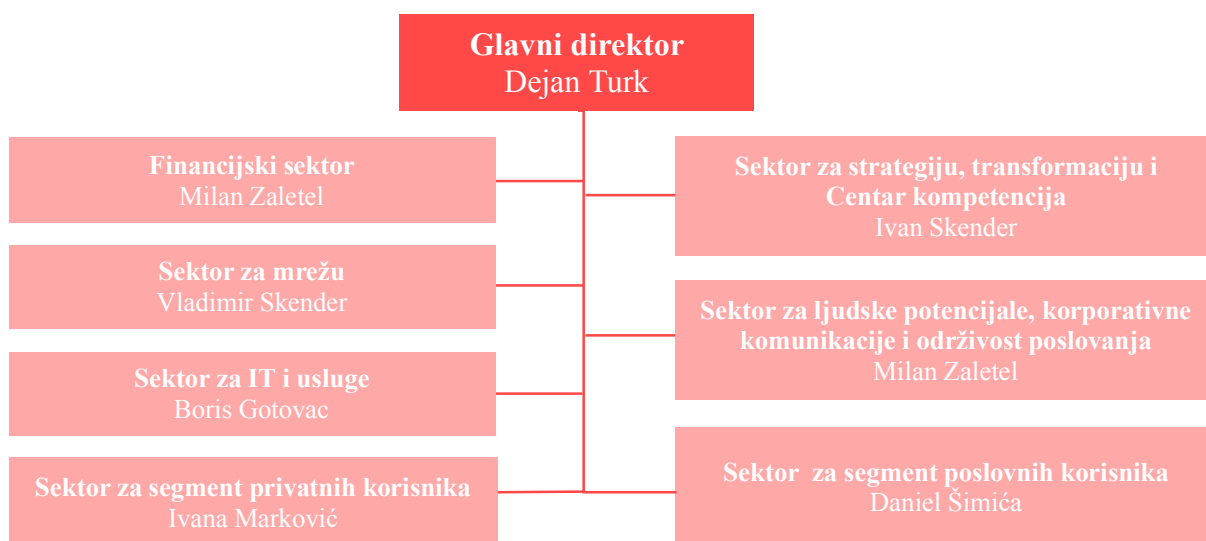 Glavni direktor
Dejan Turk
Financijski sektor
Milan Zaletel
Sektor za mrežu
Vladimir Skender
Sektor za IT i usluge
Boris Gotovac
Sektor za segment privatnih korisnika
Ivana Marković
Sektor za strategiju, transformaciju i
Centar kompetencija
Ivan Skender
Sektor za ljudske potencijale, korporativne
komunikacije i održivost poslovanja
Milan Zaletel
Sektor za segment poslovnih korisnika
Daniel Šimića